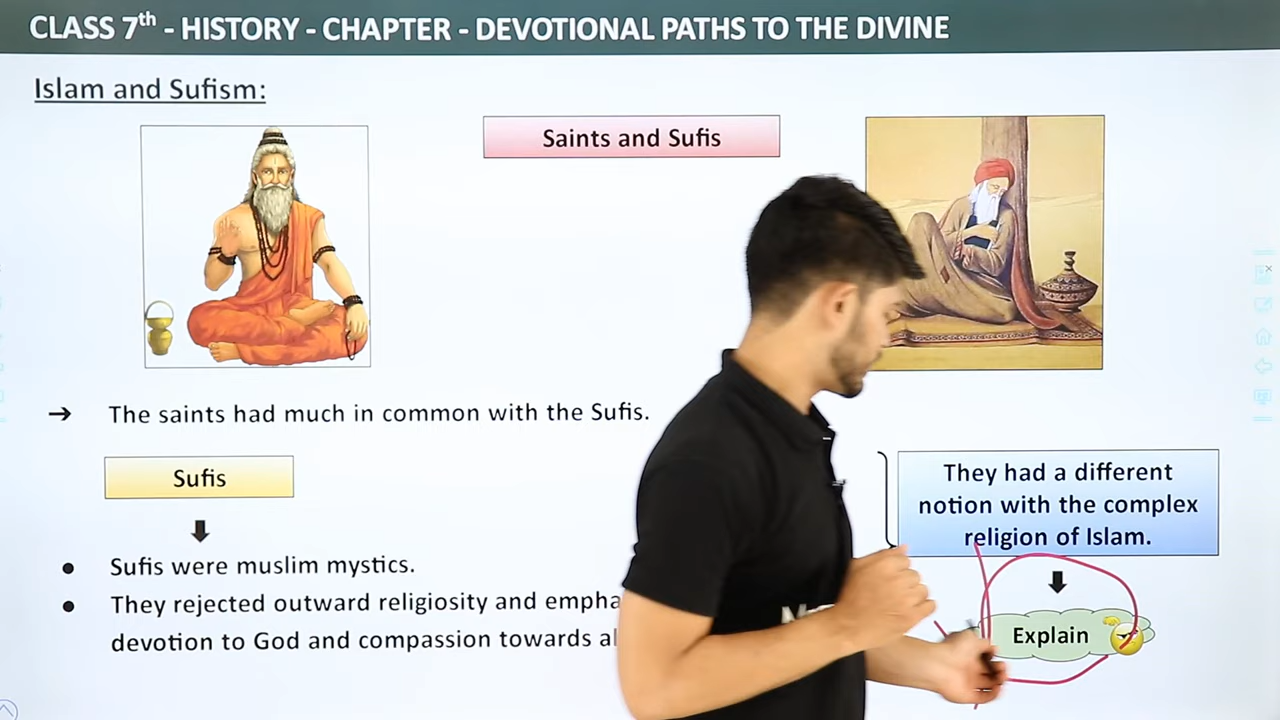 CLASS 7th - HISTORY - CHAPTER - DEVOTIONAL PATHS TO THE DIVINE
Islam and Sufism:
Saints and Sufis
➔ The saints had much in common with the Sufis.
Sufis
They had a different
notion with the complex
religion of Islam.
● Sufis were muslim mystics.
● They rejected outward religiosity and
devotion to God and compassion towards
Explain